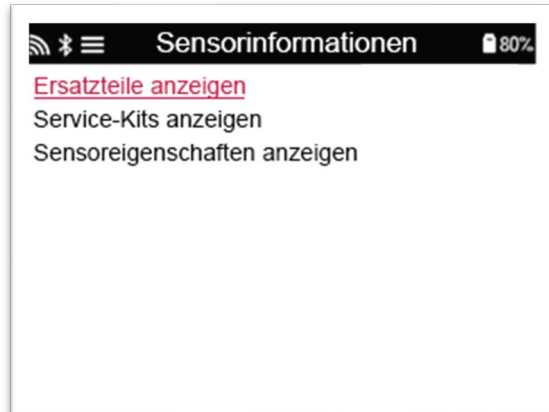 Sensorinformationen 80%
Ersatzteile anzeigen
Service-Kits anzeigen
Sensoreigenschaften anzeigen